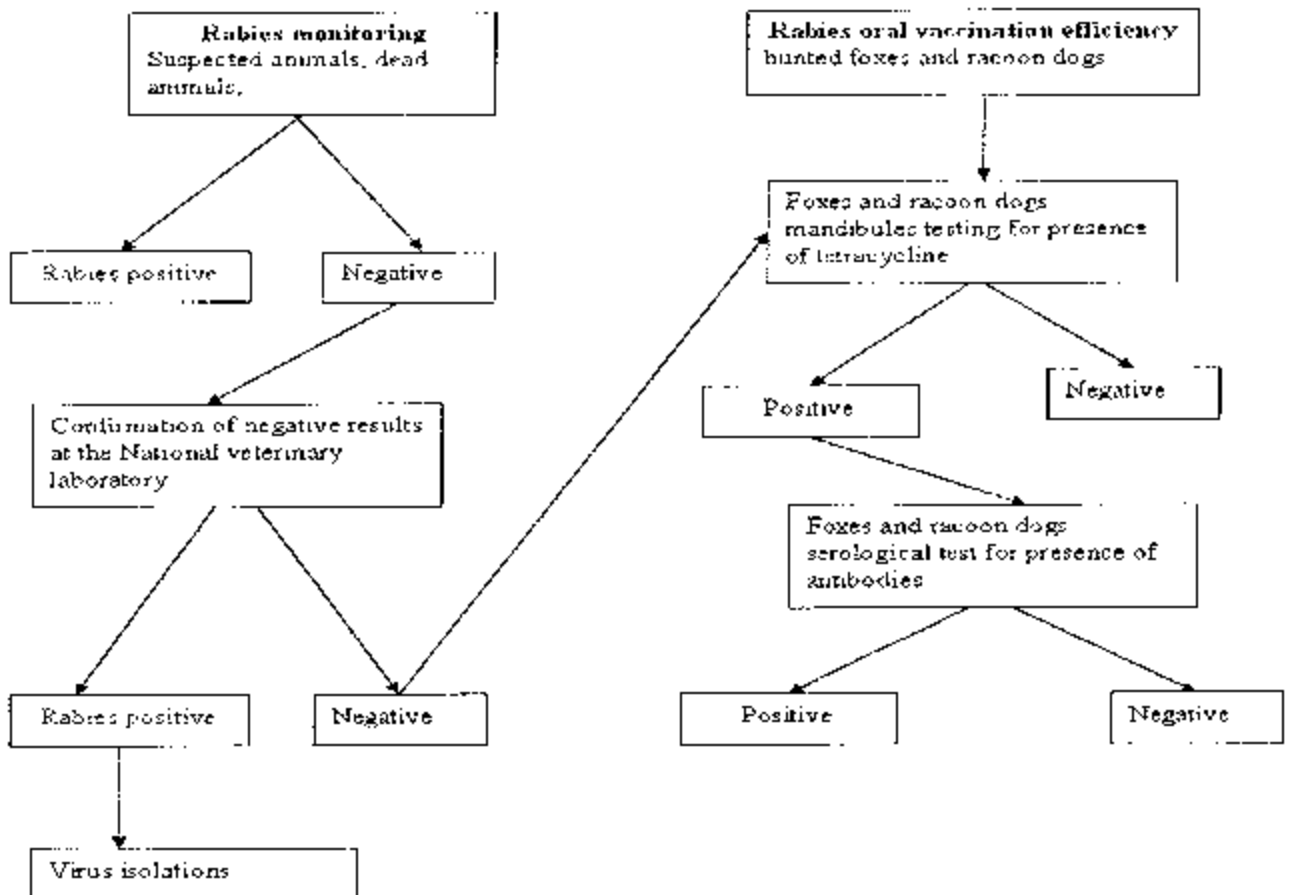 Rabies monitoring
Suspected animals, dead
animals,
Rabies positive
Negative
Confirmation of negative results
at the National veterinary
laboratory
Rabies positive
Negative
Virus isolations
Rabies oral vaccination efficiency
hunted foxes and racoon dogs
Foxes and racoon dogs
mandibules testing for presence
of tetracycline
Positive
Negative
Foxes and racoon dogs
serological test for presence of
antibodies
Positive
Negative